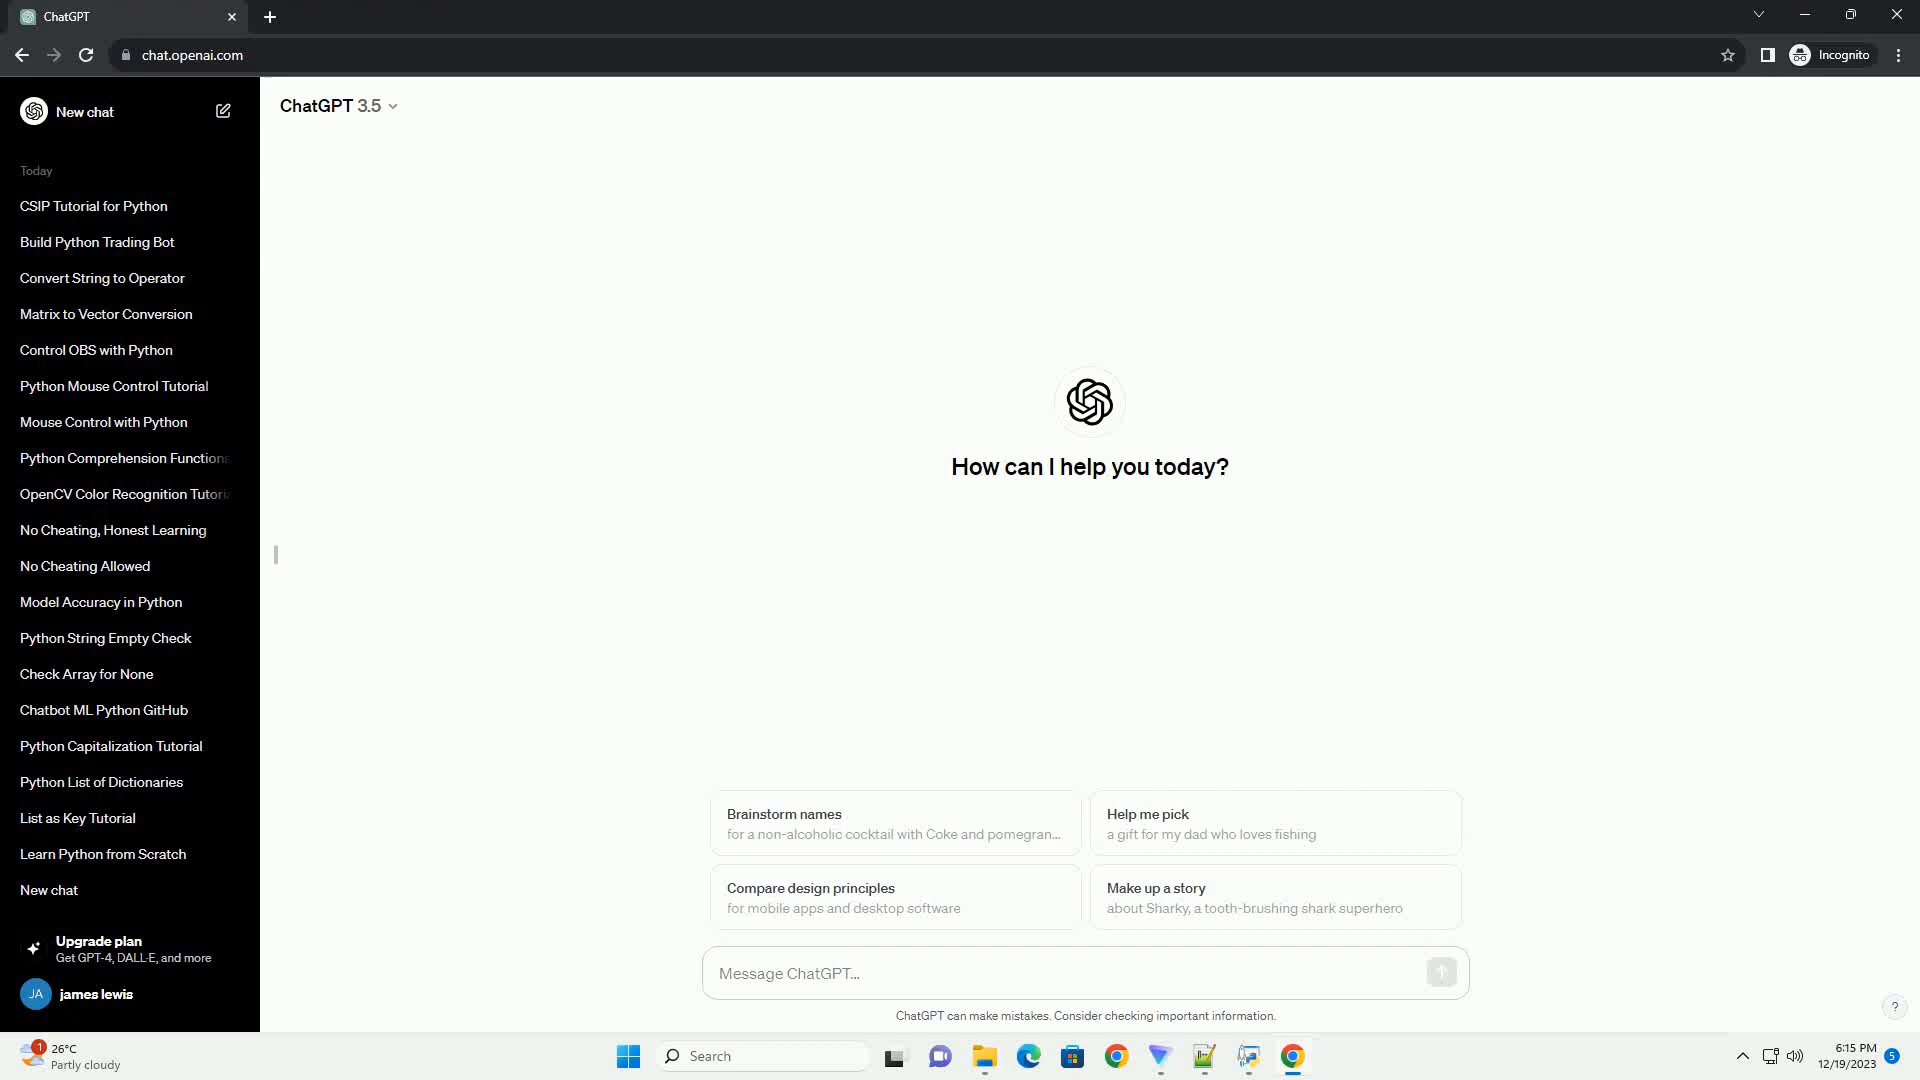 ChatGPT
chat.openai.com
Incognito
New chat
ChatGPT 3.5
Today
CSIP Tutorial for Python
Build Python Trading Bot
Convert String to Operator
Matrix to Vector Conversion
Control OBS with Python
Python Mouse Control Tutorial
Mouse Control with Python
Python Comprehension Functions
OpenCV Color Recognition Tutori
No Cheating, Honest Learning
No Cheating Allowed
Model Accuracy in Python
Python String Empty Check
Check Array for None
Chatbot ML Python GitHub
Python Capitalization Tutorial
Python List of Dictionaries
List as Key Tutorial
Learn Python from Scratch
New chat
Upgrade plan
Get GPT-4, DALL·E, and more
JA
james lewis
How can I help you today?
Brainstorm names
for a non-alcoholic cocktail with Coke and pomegran...
Help me pick
a gift for my dad who loves fishing
Compare design principles
for mobile apps and desktop software
Make up a story
about Sharky, a tooth-brushing shark superhero
Message ChatGPT...
ChatGPT can make mistakes. Consider checking important information.
?
1
26°C
Partly cloudy
Search
6:15 PM
12/19/2023
5